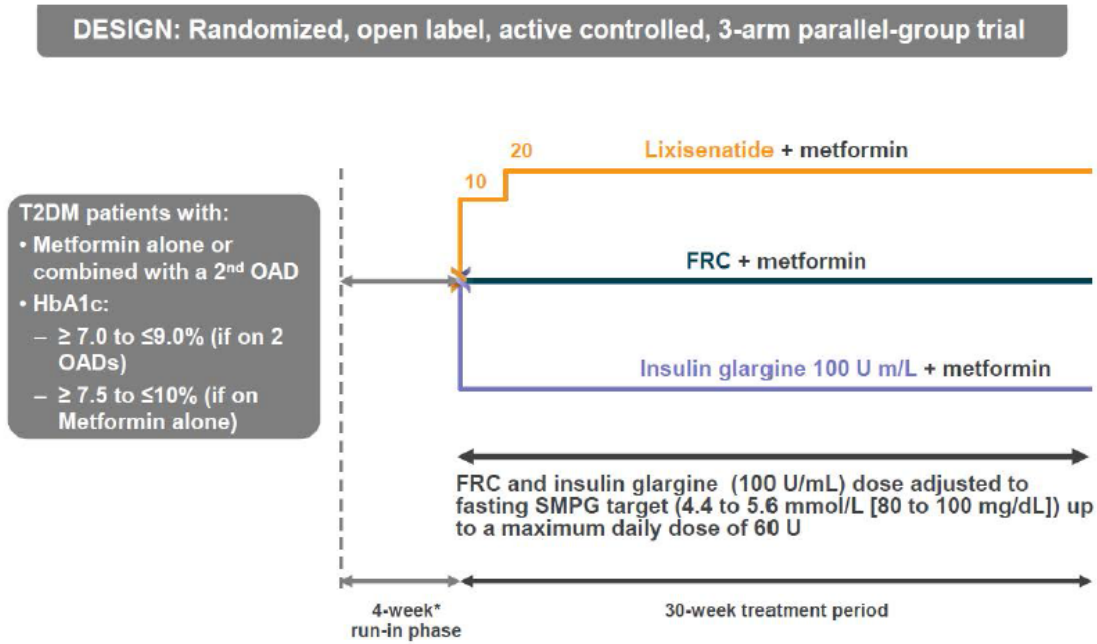 DESIGN: Randomized, open label, active controlled, 3-arm parallel-group trial
20
Lixisenatide + metformin
10
T2DM patients with:
• Metformin alone or
combined with a 2nd OAD
• HbA1c:
– ≥ 7.0 to ≤9.0% (if on 2
OADs)
– ≥ 7.5 to ≤10% (if on
Metformin alone)
FRC + metformin
Insulin glargine 100 U m/L + metformin
FRC and insulin glargine (100 U/mL) dose adjusted to
fasting SMPG target (4.4 to 5.6 mmol/L [80 to 100 mg/dL]) up
to a maximum daily dose of 60 U
4-week*
run-in phase
30-week treatment period